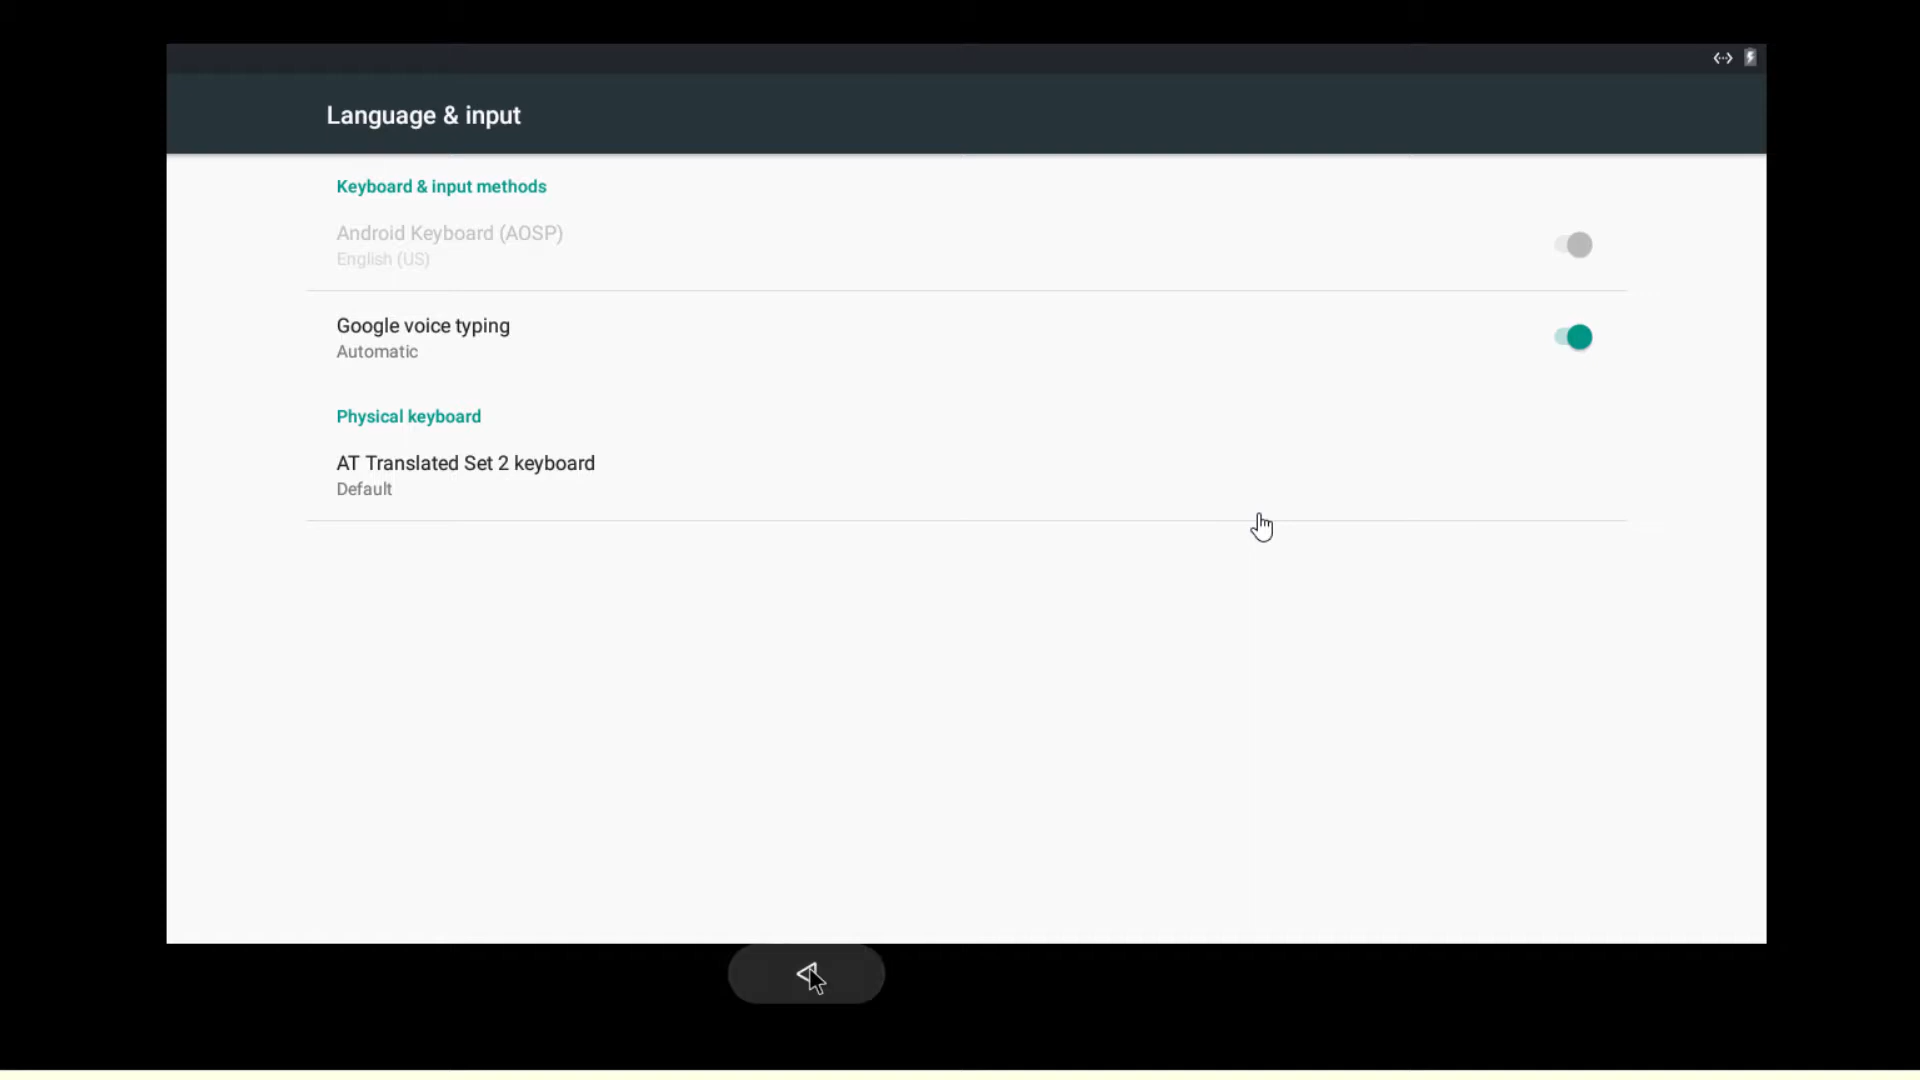 Language & input
Keyboard & input methods
Android Keyboard (AOSP)
English (US)
Google voice typing
Automatic
Physical keyboard
AT Translated Set 2 keyboard
Default